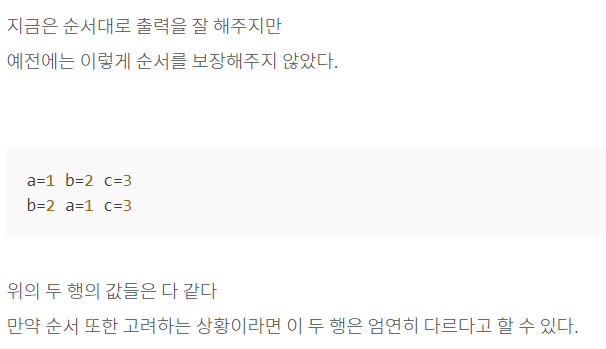 지금은 순서대로 출력을 잘 해주지만
예전에는 이렇게 순서를 보장해주지 않았다.
a=1 b=2 c=3
b=2 a=1 c=3
위의 두 행의 값들은 다 같다
만약 순서 또한 고려하는 상황이라면 이 두 행은 엄연히 다르다고 할 수 있다.